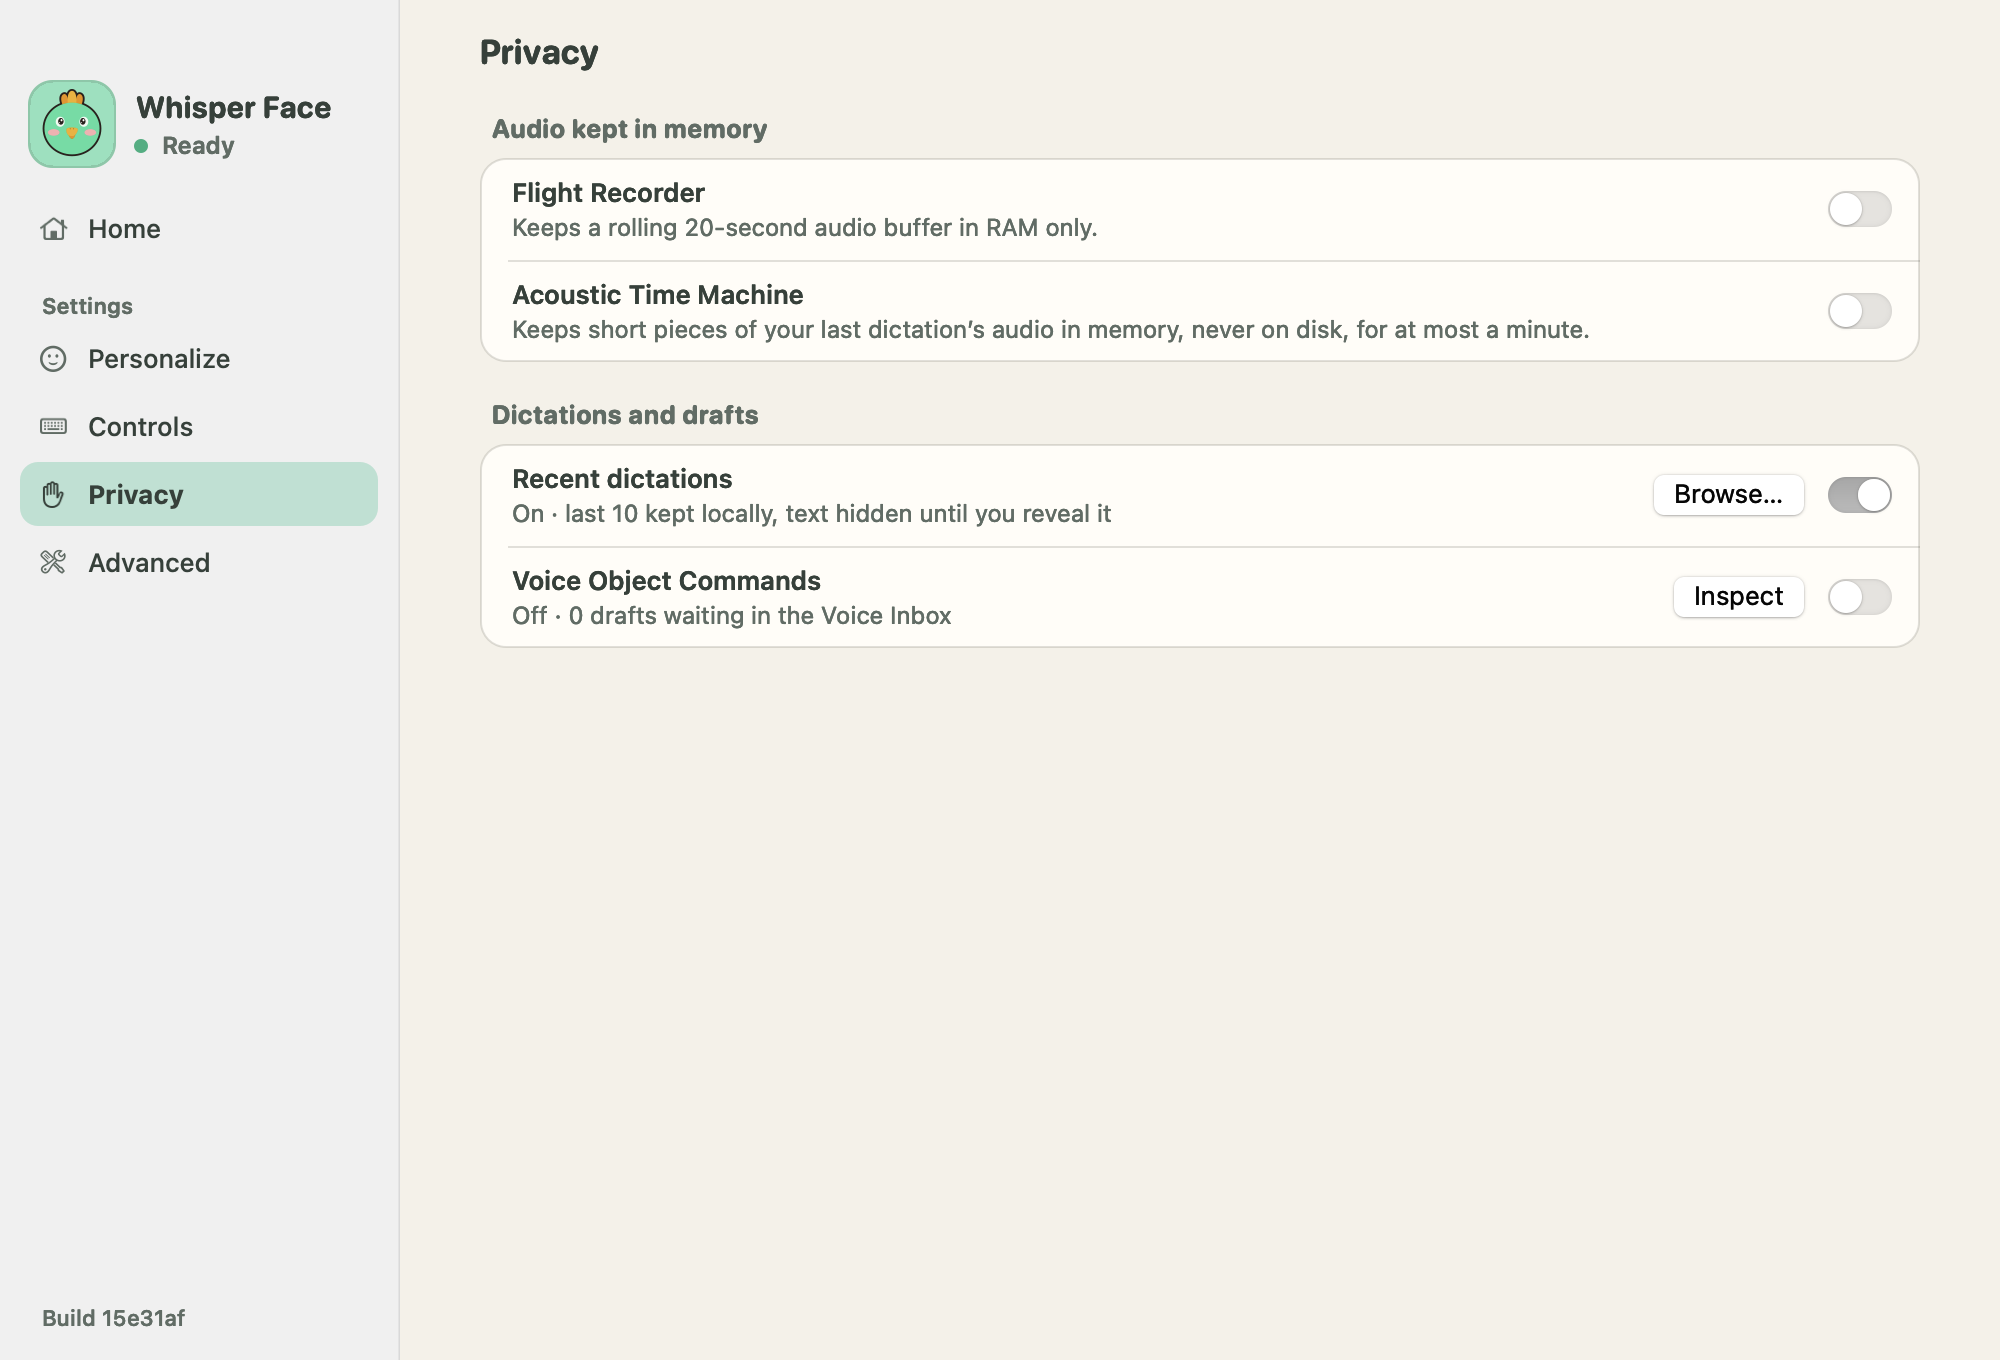 Whisper Face
Ready
Home
Settings
Personalize
Controls
Privacy
Advanced
Build 15e31af
Privacy
Audio kept in memory
Flight Recorder
Keeps a rolling 20-second audio buffer in RAM only.
Acoustic Time Machine
Keeps short pieces of your last dictation’s audio in memory, never on disk, for at most a minute.
Dictations and drafts
Recent dictations
On · last 10 kept locally, text hidden until you reveal it
Browse...
Voice Object Commands
Off · 0 drafts waiting in the Voice Inbox
Inspect